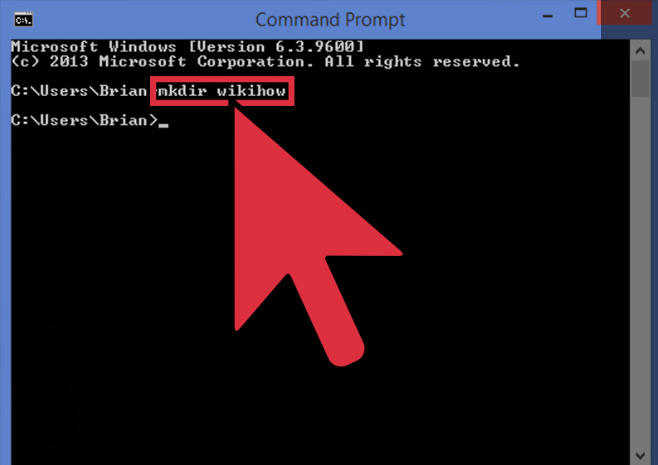 Command Prompt
Microsoft Windows [Version 6.3.9600]
(c) 2013 Microsoft Corporation. All rights reserved.
C:\Users\Brian>mkdir wikihow
C:\Users\Brian>_